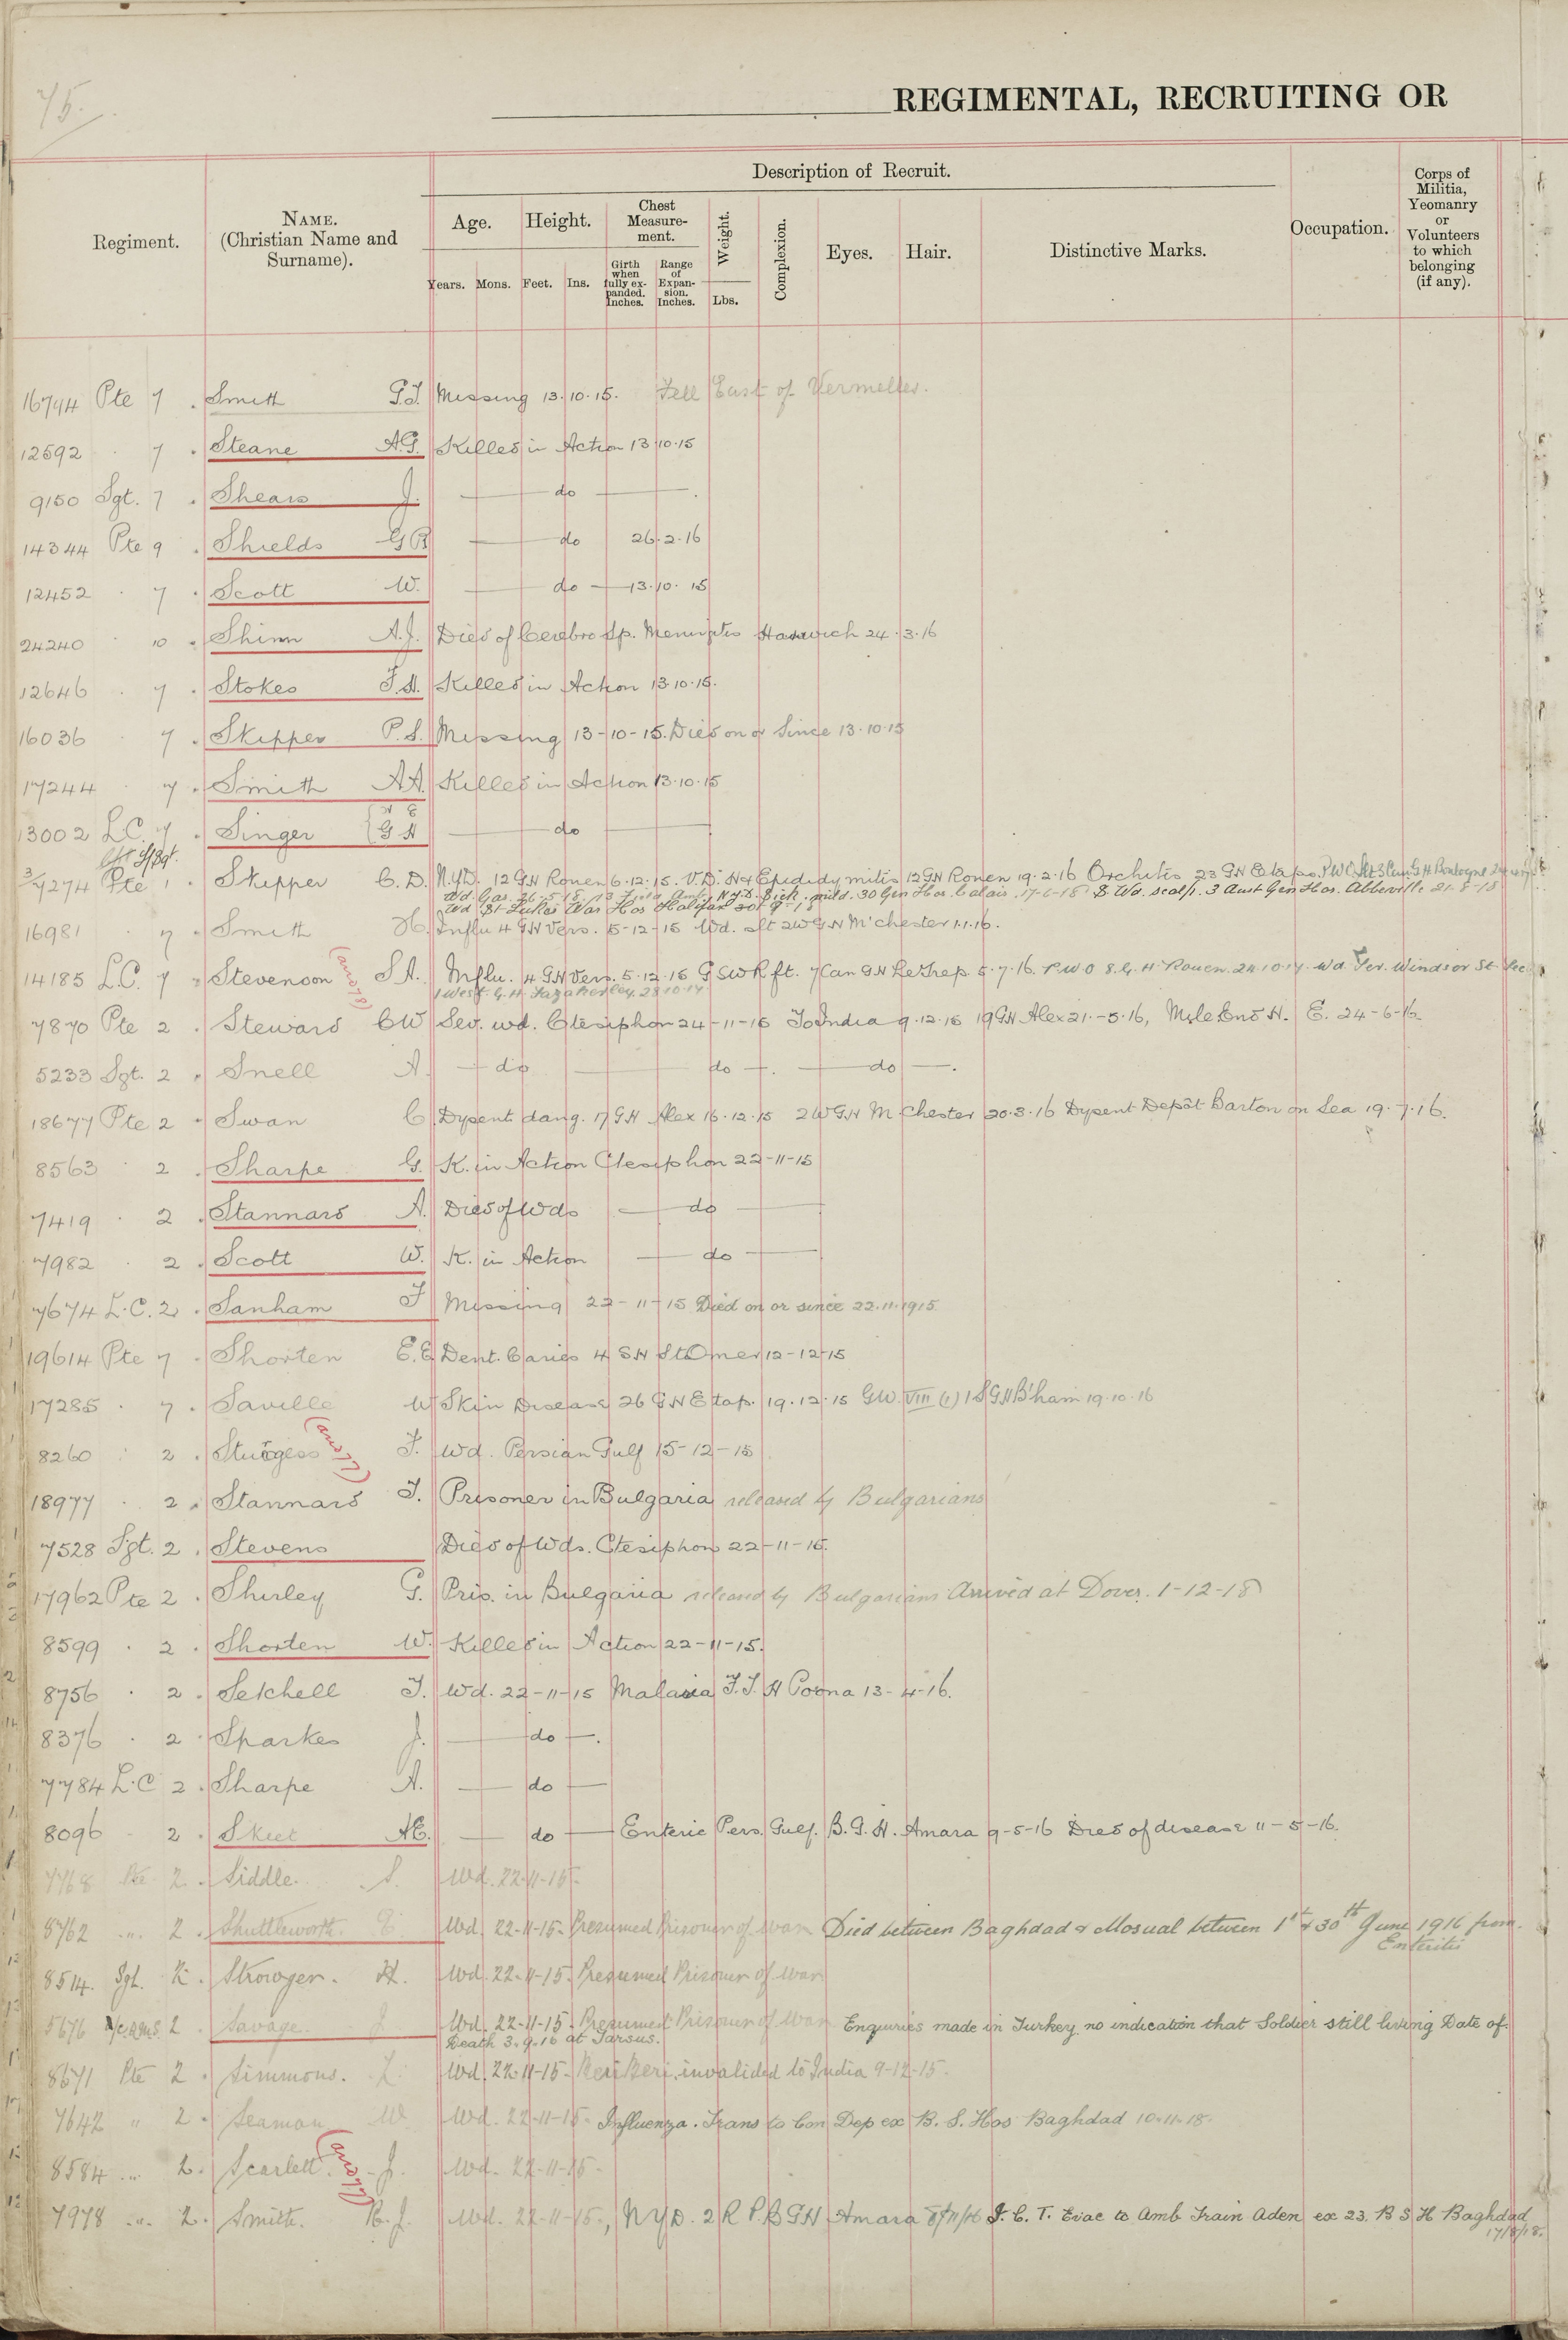 75.
REGIMENTAL, RECRUITING OR
Description of Recruit.
Regiment.
NAME.
(Christian Name and
Surname).
Age.
Height.
Chest
Measure-
ment.
Weight.
Complexion.
Eyes.
Hair.
Distinctive Marks.
Occupation.
Corps of
Militia,
Yeomanry
or
Volunteers
to which
belonging
(if any).
Years.
Mons.
Feet.
Ins.
Girth
when
fully ex-
panded.
Inches.
Range
of
Expan-
sion.
Inches.
Lbs.
16794 Pte 7 . Smith G.J. Missing 13.10.15. Fell East of Vermelles.
12592 . 7 . Steane A.G. Killed in Action 13.10.15
9150 Sgt. 7 . Shears J. — do — .
14344 Pte 9 . Shields G R — do 26.2.16
12452 . 7 . Scott W. — do — 13.10.15
24240 10 . Shinn A.J. Died of Cerebro Sp. Meningites Harwich 24.3.16
12646 . 7 . Stokes F.H. Killed in Action 13.10.15.
16036 . 7 . Skipper P.S. Missing 13-10-15. Died on or Since 13.10.15
17244 . 7 . Smith A A. Killed in Action 13.10.15
13002 L.C. 7 . Singer G H — do —
3/7274 Pte 1 . Skipper C.D. N.Y.D. 12 G.H Rouen 6.12.15. V.D. N4 Epididymitis 12 G.H Rouen 19.2.16 Orchitis 23 G.H Etaps.
Wd. Gas. N.Y.D. Sick. mild. 30 Gen Hos. Calais. 17-6-18 S. Wd. scalp. 3 Aust Gen Hos. Abbeville 21-8-18
Wd St Lukes War Hos Halifax
16981 . 7 . Smith H. Influ 4 G.H Vers. 5-12-15 Wd. slt 2 W G.H M'chester 1.1.16.
14185 L.C. 7 . Stevenson S A. Influ. 4 G.H Vers. 5.12.15 G S W R ft. 7 Can G.H Le Trep. 5.7.16. P.W.O 8.G.H. Rouen. 24.10.17. Wd Fer. Windsor St
1 West. G.H. Fazakerley. 28.10.17
7870 Pte 2 . Steward C W Sev. wd. Ctesiphon 24-11-15 To India 9.12.15 19 G.H Alex 21.-5.16, Mile End H. E. 24-6-16.
5233 Sgt. 2 . Snell A. — do — do — . — do — .
18677 Pte 2 . Swan C Dysent. dang. 17 G.H Alex 16.12.15 2 W G.H M.chester 20.3.16 Dysent Depôt Barton on Sea 19.7.16.
8563 . 2 . Sharpe G. K. in Action Ctesiphon 22-11-15
7419 . 2 . Stannard A. Died of Wds — do —
7982 . 2 . Scott W. K. in Action — do —
7674 L.C. 2 . Sanham F Missing 22-11-15 Died on or since 22.11.1915
19614 Pte 7 . Shorten E.E Dent. Caries 4 S.H St Omer 12-12-15
17285 . 7 . Saville W Skin Disease 26 G H Etap. 19.12.15 G W. VIII (1) 1 S G H B'ham 19.10.16
8260 . 2 . Sturgess F. Wd. Persian Gulf 15-12-15
18977 . 2 . Stannard J. Prisoner in Bulgaria released by Bulgarians
7528 Sgt. 2 . Stevens Died of Wds. Ctesiphon 22-11-15.
17962 Pte 2 . Shirley G. Pris. in Bulgaria released by Bulgarians. Arrived at Dover. 1-12-18
8599 . 2 . Shorten W. Killed in Action 22-11-15.
8756 . 2 . Setchell F. Wd. 22-11-15 Malaria F.F.H Poona 13-4-16.
8376 . 2 . Sparkes J. — do — .
7784 L.C 2 . Sharpe A. — do —
8096 . 2 . Skeet A E. — do — Enteric Pers. Gulf. B.G.H. Amara 9-5-16 Died of disease 11-5-16.
7768 Pte 2 . Siddle. S. Wd. 22-11-15.
8762 .. 2 . Shuttleworth. E Wd. 22-11-15. Presumed Prisoner of War Died between Baghdad & Mosual between 1st & 30th June 1916 from
Enteritis
8514. Sgt. 2 . Strowger. H. Wd. 22-11-15. Presumed Prisoner of War
5676 2 . Savage. J Wd. 22-11-15. Presumed Prisoner of War Enquiries made in Turkey no indication that Soldier still living Date of
Death 3.9.16 at Tarsus.
8671 Pte 2 . Simmons. Z. Wd. 22-11-15. Beri Beri. invalided to India 9-12-15.
7642 " 2 . Seaman W Wd. 22-11-15. Influenza. Trans to Con Dep ex B.S.Hos Baghdad 10-11-18.
8584 .. 2 . Scarlett. J. Wd. 22-11-15.
7978 .. 2 . Smith. R.J. Wd. 22-11-15., N Y D. 2 R P. B G H Amara I.C.T. Evac to Amb Train Aden ex 23. B S H Baghdad
17/8/18.